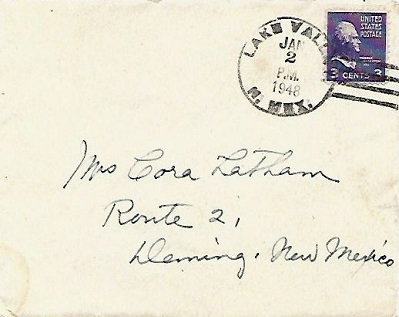 LAKE VALLEY
JAN
2
P.M.
1948
N. MEX.
UNITED
STATES
POSTAGE
3 CENTS 3
Mrs Cora Latham
Route 2,
Deming, New Mexico